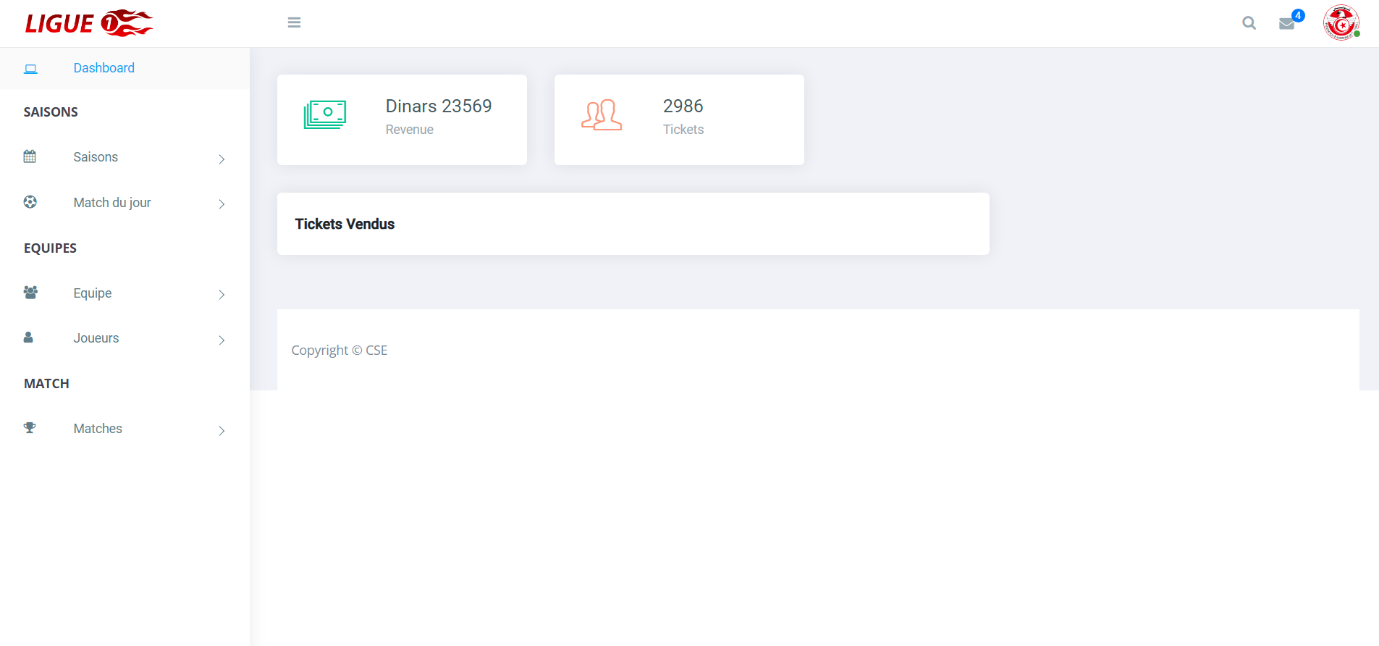 LIGUE 1
4
Dashboard
SAISONS
Saisons
Match du jour
EQUIPES
Equipe
Joueurs
MATCH
Matches
Dinars 23569
Revenue
2986
Tickets
Tickets Vendus
Copyright © CSE